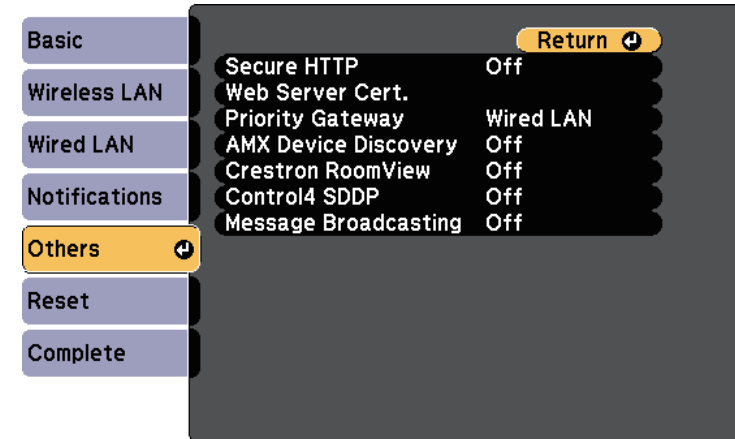 Basic
Wireless LAN
Wired LAN
Notifications
Others
Reset
Complete
Return
Secure HTTP Off
Web Server Cert.
Priority Gateway Wired LAN
AMX Device Discovery Off
Crestron RoomView Off
Control4 SDDP Off
Message Broadcasting Off